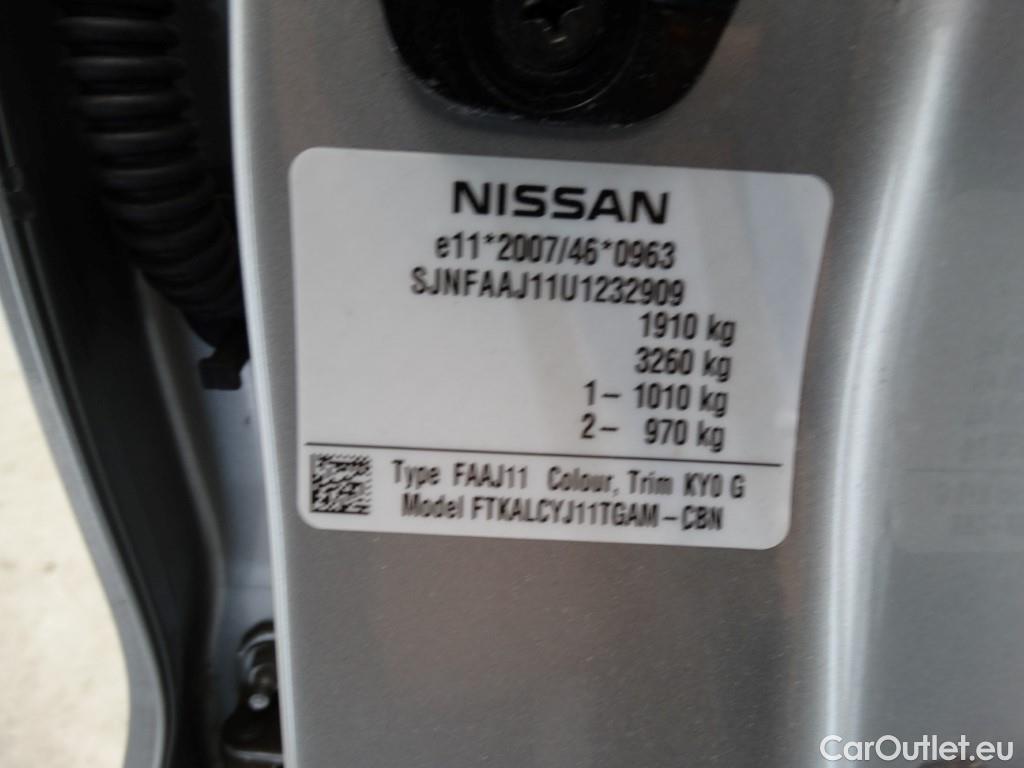 NISSAN
e11*2007/46*0963
SJNFAAJ11U1232909
1910 kg
3260 kg
1- 1010 kg
2- 970 kg
Type FAAJ11 Colour, Trim KY0 G
Model FTKALCYJ11TGAM-CBN
CarOutlet.eu